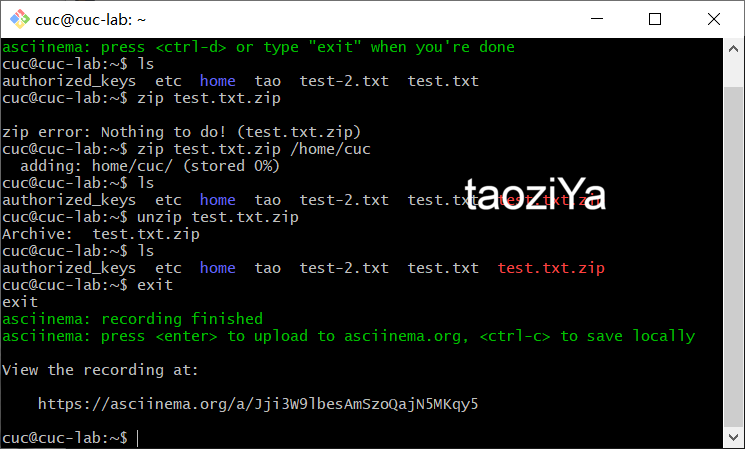 cuc@cuc-lab: ~
asciinema: press <ctrl-d> or type "exit" when you're done
cuc@cuc-lab:~$ ls
authorized_keys  etc  home  tao  test-2.txt  test.txt
cuc@cuc-lab:~$ zip test.txt.zip

zip error: Nothing to do! (test.txt.zip)
cuc@cuc-lab:~$ zip test.txt.zip /home/cuc
  adding: home/cuc/ (stored 0%)
cuc@cuc-lab:~$ ls
authorized_keys  etc  home  tao  test-2.txt  test.txt  test.txt.zip
taoziYa
cuc@cuc-lab:~$ unzip test.txt.zip
Archive:  test.txt.zip
cuc@cuc-lab:~$ ls
authorized_keys  etc  home  tao  test-2.txt  test.txt  test.txt.zip
cuc@cuc-lab:~$ exit
exit
asciinema: recording finished
asciinema: press <enter> to upload to asciinema.org, <ctrl-c> to save locally

View the recording at:

    https://asciinema.org/a/Jji3W9lbesAmSzoQajN5MKqy5

cuc@cuc-lab:~$